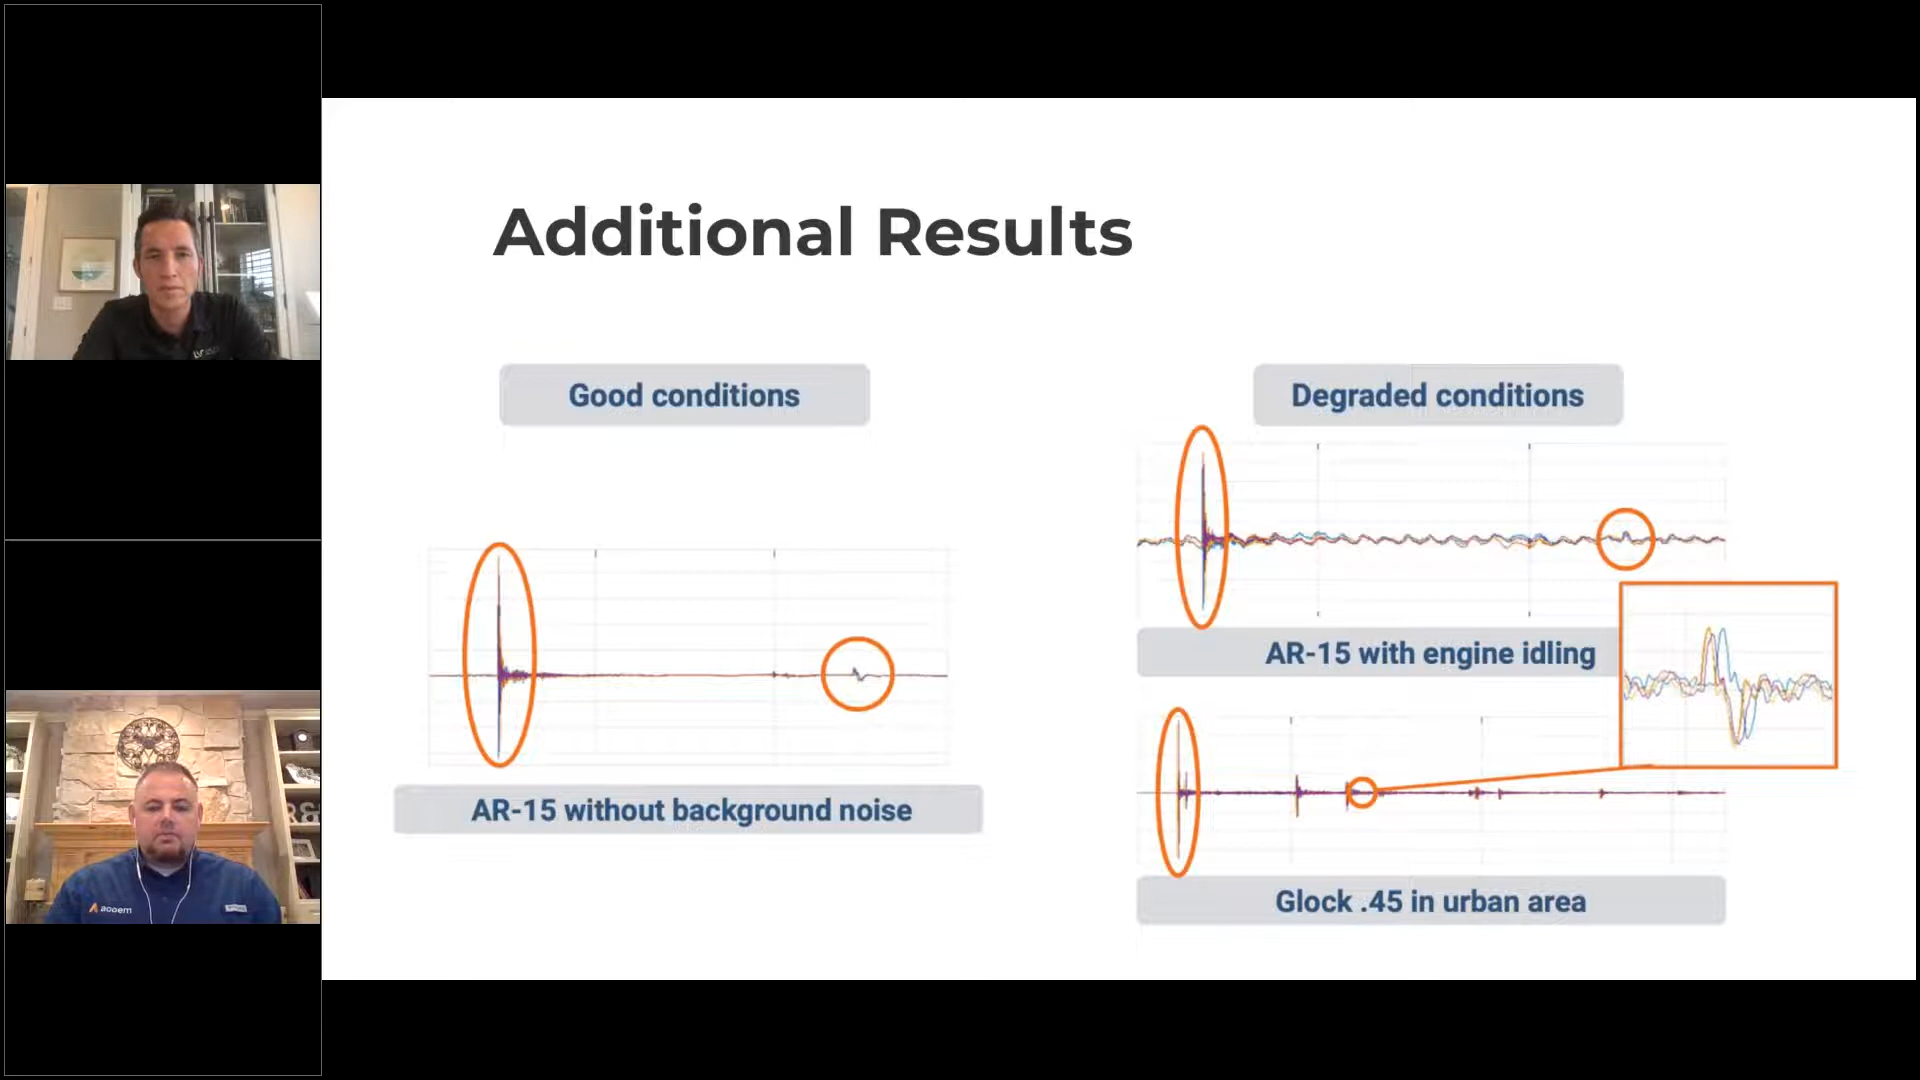 Additional Results
Good conditions
Degraded conditions
AR-15 with engine idling
AR-15 without background noise
Glock .45 in urban area
aooem